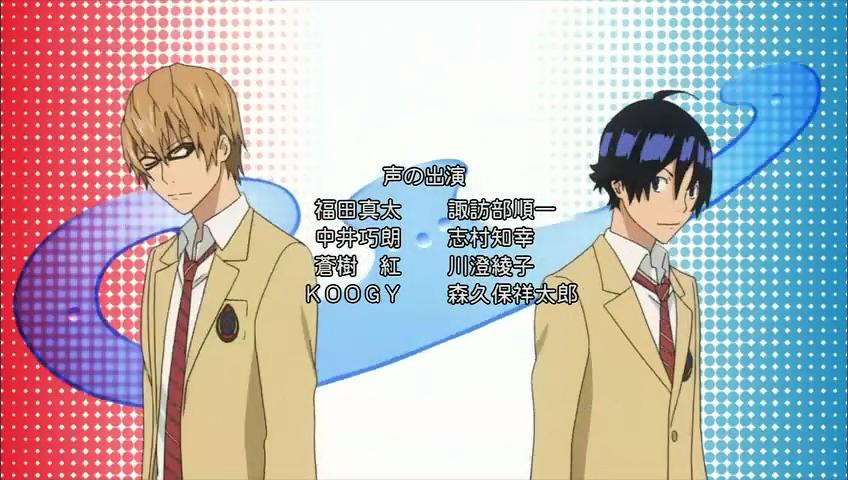 声の出演
福田真太　諏訪部順一
中井巧朗　志村知幸
蒼樹　紅　川澄綾子
ＫＯＯＧＹ　森久保祥太郎